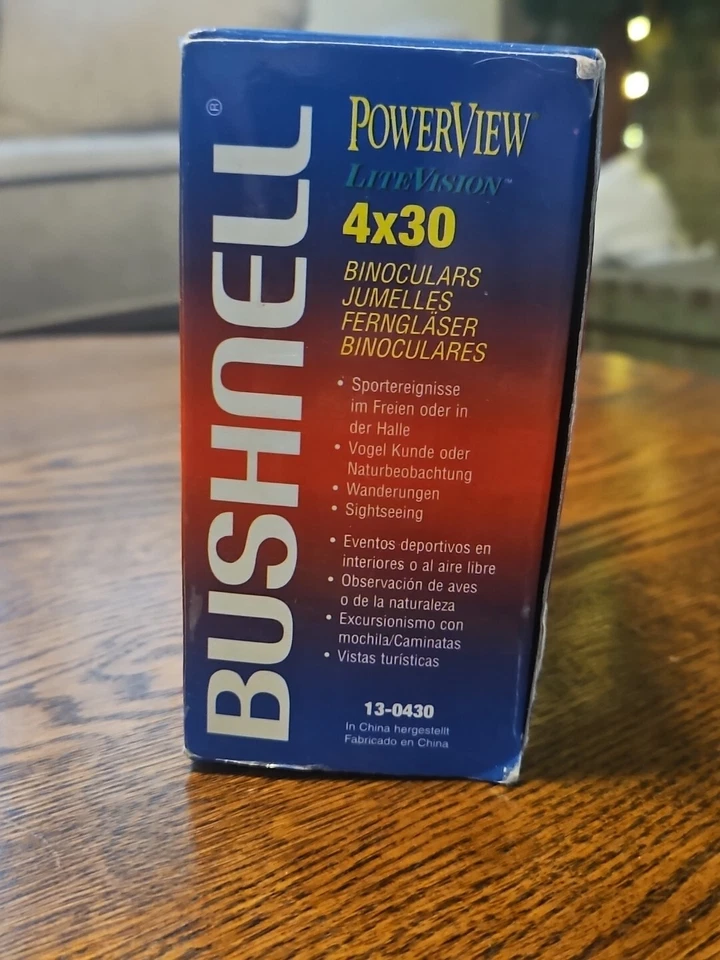 BUSHNELL®
POWERVIEW®
LITEVISION™
4x30
BINOCULARS
JUMELLES
FERNGLÄSER
BINOCULARES
• Sportereignisse
im Freien oder in
der Halle
• Vogel Kunde oder
Naturbeobachtung
• Wanderungen
• Sightseeing
• Eventos deportivos en
interiores o al aire libre
• Observación de aves
o de la naturaleza
• Excursionismo con
mochila/Caminatas
• Vistas turísticas
13-0430
In China hergestellt
Fabricado en China